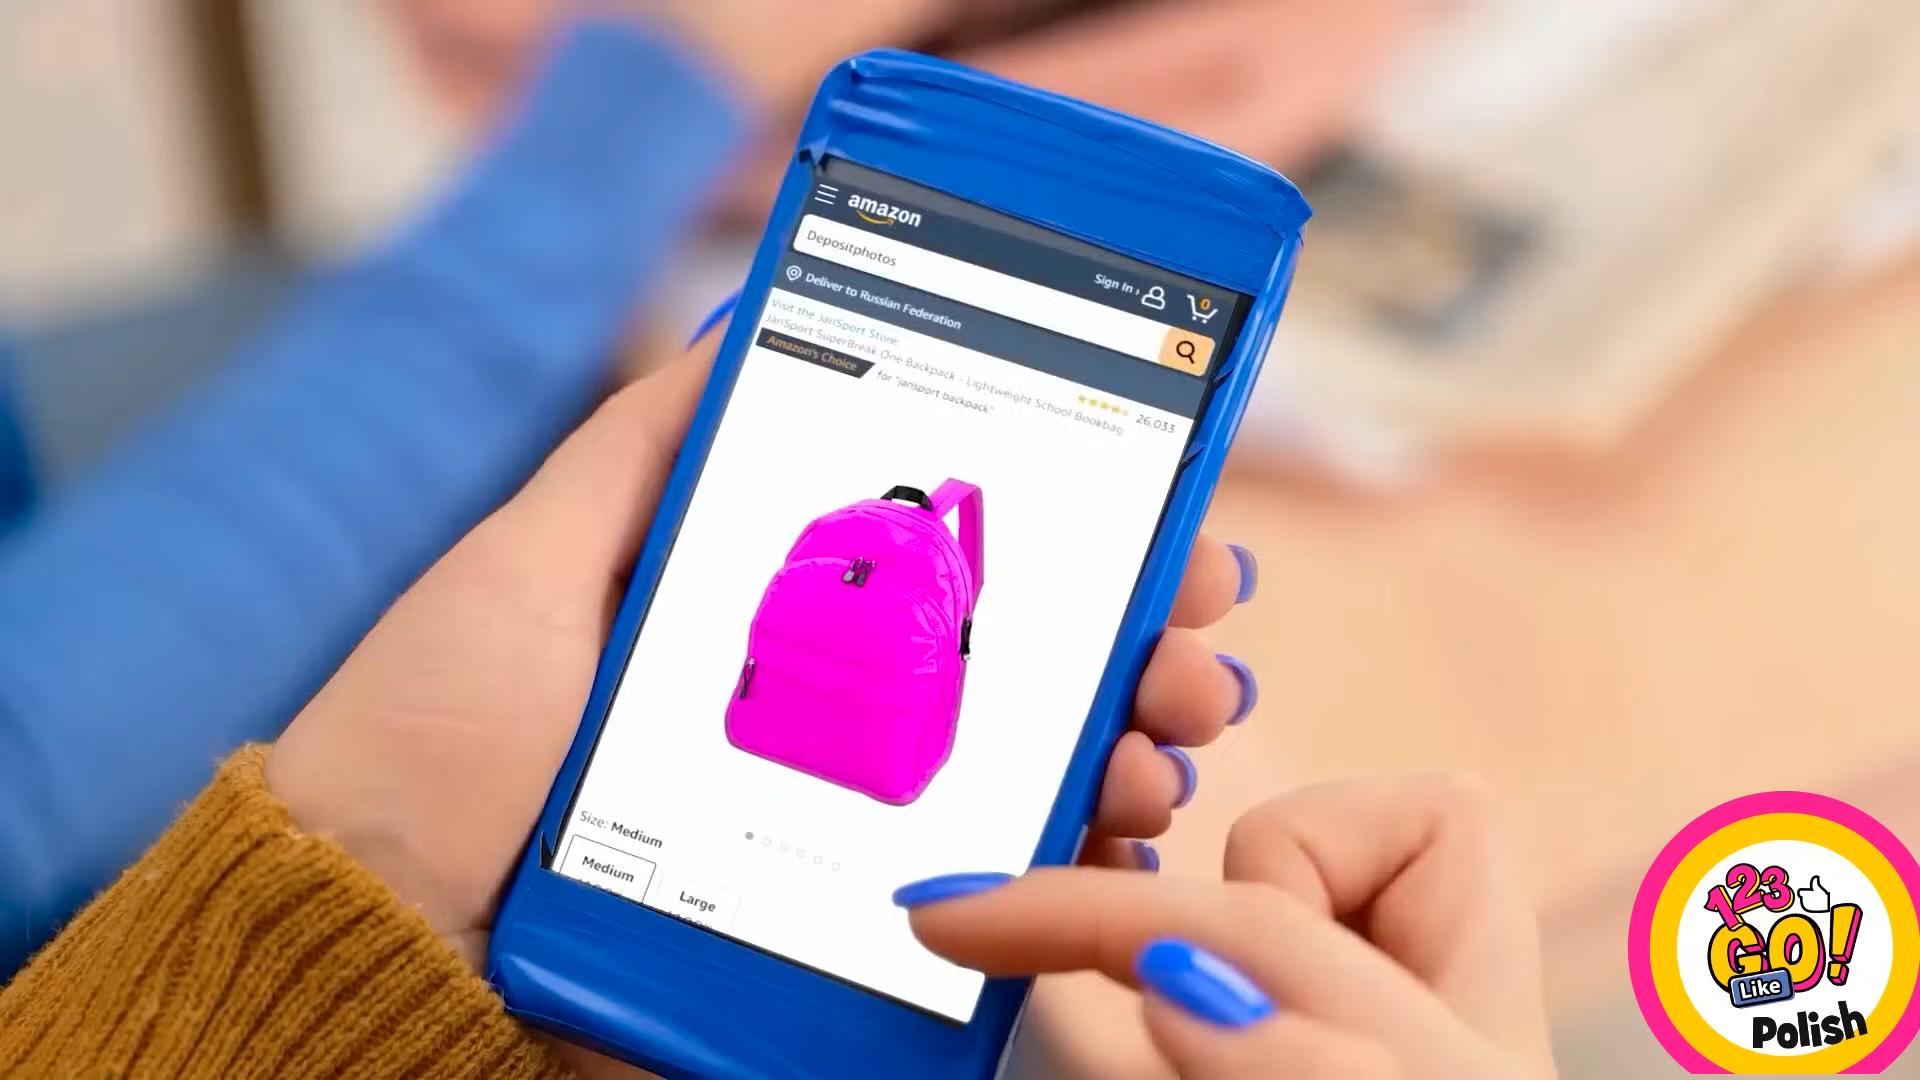 amazon
Sign In ›
0
Depositphotos
Deliver to Russian Federation
Visit the JanSport Store
JanSport SuperBreak One Backpack - Lightweight School Bookbag
26,033
Amazon's Choice
for "jansport backpack"
Size: Medium
Medium
Large
123
GO!
Like
Polish